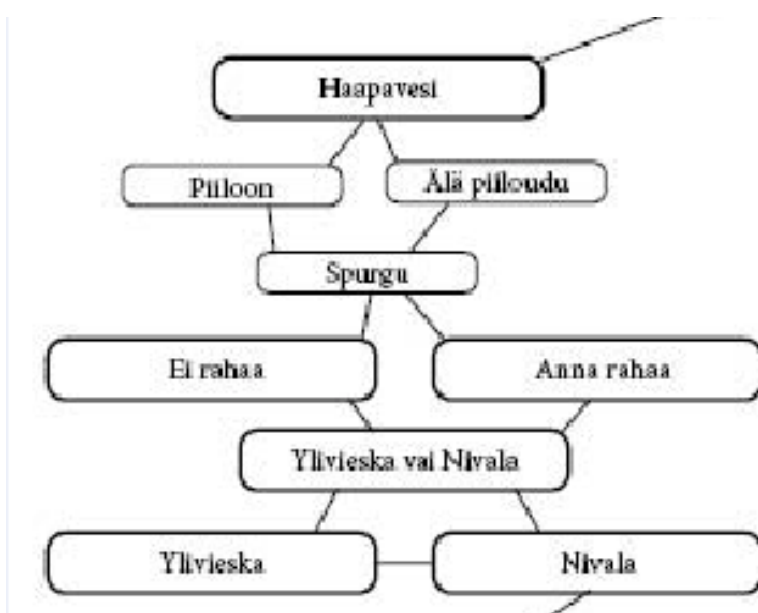 Haapavesi
Piiloon
Älä piiloudu
Spurgu
Ei rahaa
Anna rahaa
Ylivieska vai Nivala
Ylivieska
Nivala